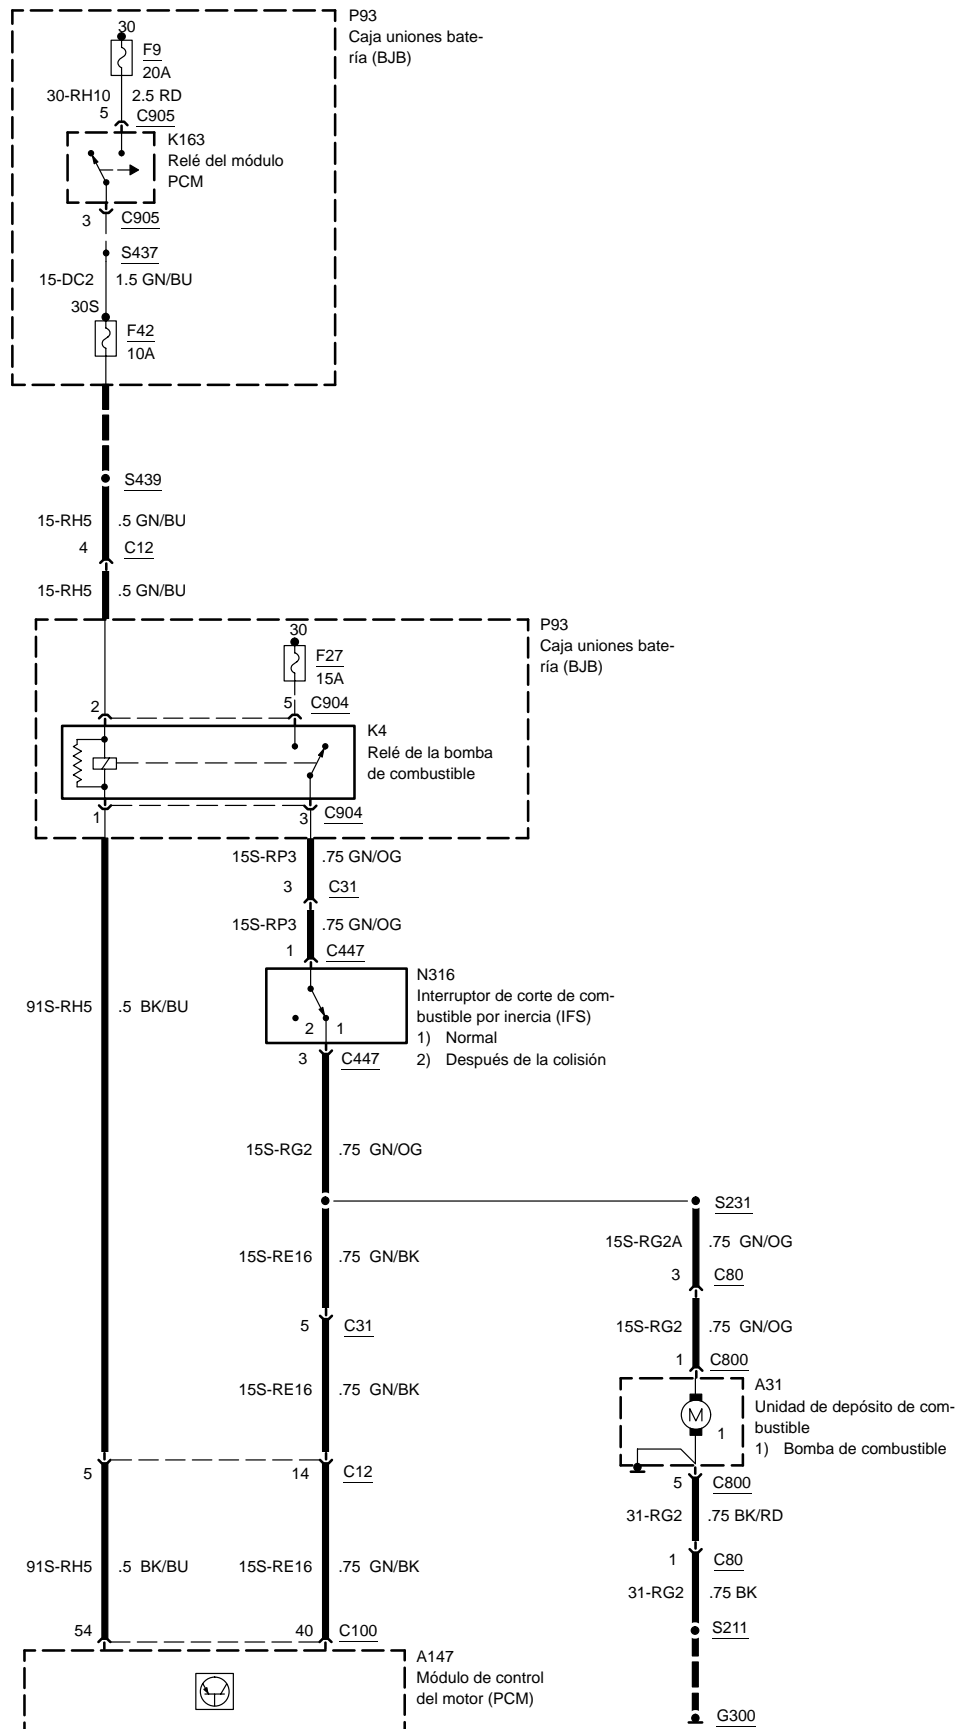 P93
Caja uniones bate-
ría (BJB)
30
F9
20A
30-RH10 2.5 RD
5 C905
K163
Relé del módulo
PCM
3 C905
S437
15-DC2 1.5 GN/BU
30S
F42
10A
S439
15-RH5 .5 GN/BU
4 C12
15-RH5 .5 GN/BU
P93
Caja uniones bate-
ría (BJB)
30
F27
15A
2 5 C904
K4
Relé de la bomba
de combustible
1 3 C904
15S-RP3 .75 GN/OG
3 C31
15S-RP3 .75 GN/OG
1 C447
N316
Interruptor de corte de com-
bustible por inercia (IFS)
1) Normal
2) Después de la colisión
2 1
91S-RH5 .5 BK/BU
3 C447
15S-RG2 .75 GN/OG
S231
15S-RE16 .75 GN/BK
15S-RG2A .75 GN/OG
3 C80
5 C31
15S-RG2 .75 GN/OG
1 C800
15S-RE16 .75 GN/BK
A31
Unidad de depósito de com-
bustible
1) Bomba de combustible
M
1
5 14 C12
5 C800
31-RG2 .75 BK/RD
91S-RH5 .5 BK/BU 15S-RE16 .75 GN/BK
1 C80
31-RG2 .75 BK
54 40 C100
S211
A147
Módulo de control
del motor (PCM)
G300